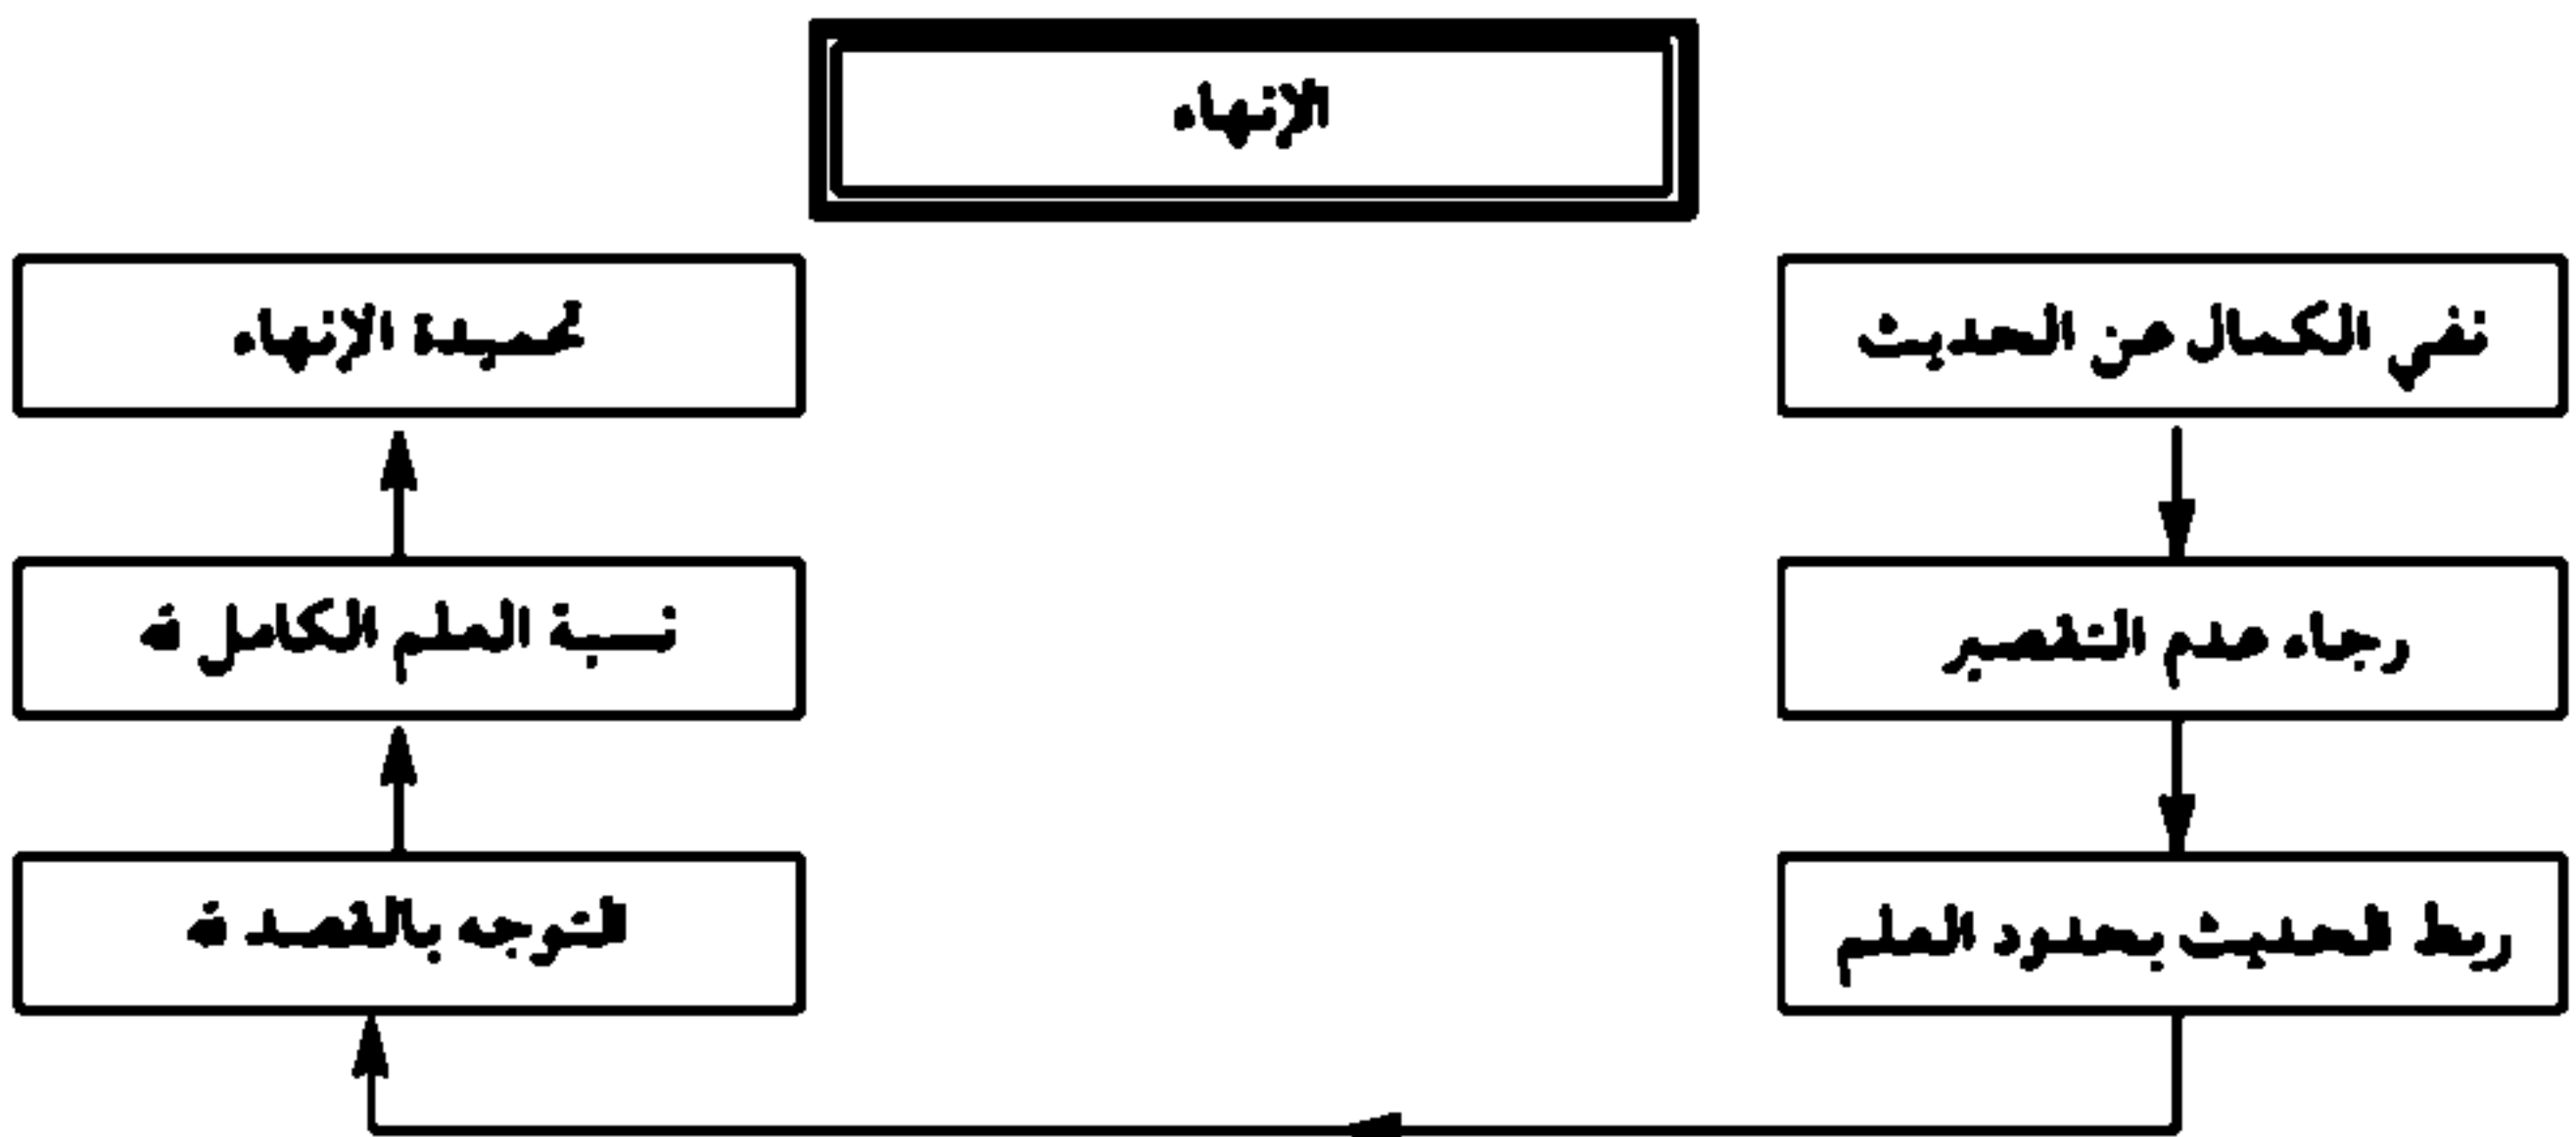 الإنهاء
نفي الكمال عن الحديث
رجاء عدم التقصير
ربط الحديث بحدود العلم
التوجه بالقصد لله
نسبة العلم الكامل لله
تحميدة الإنهاء